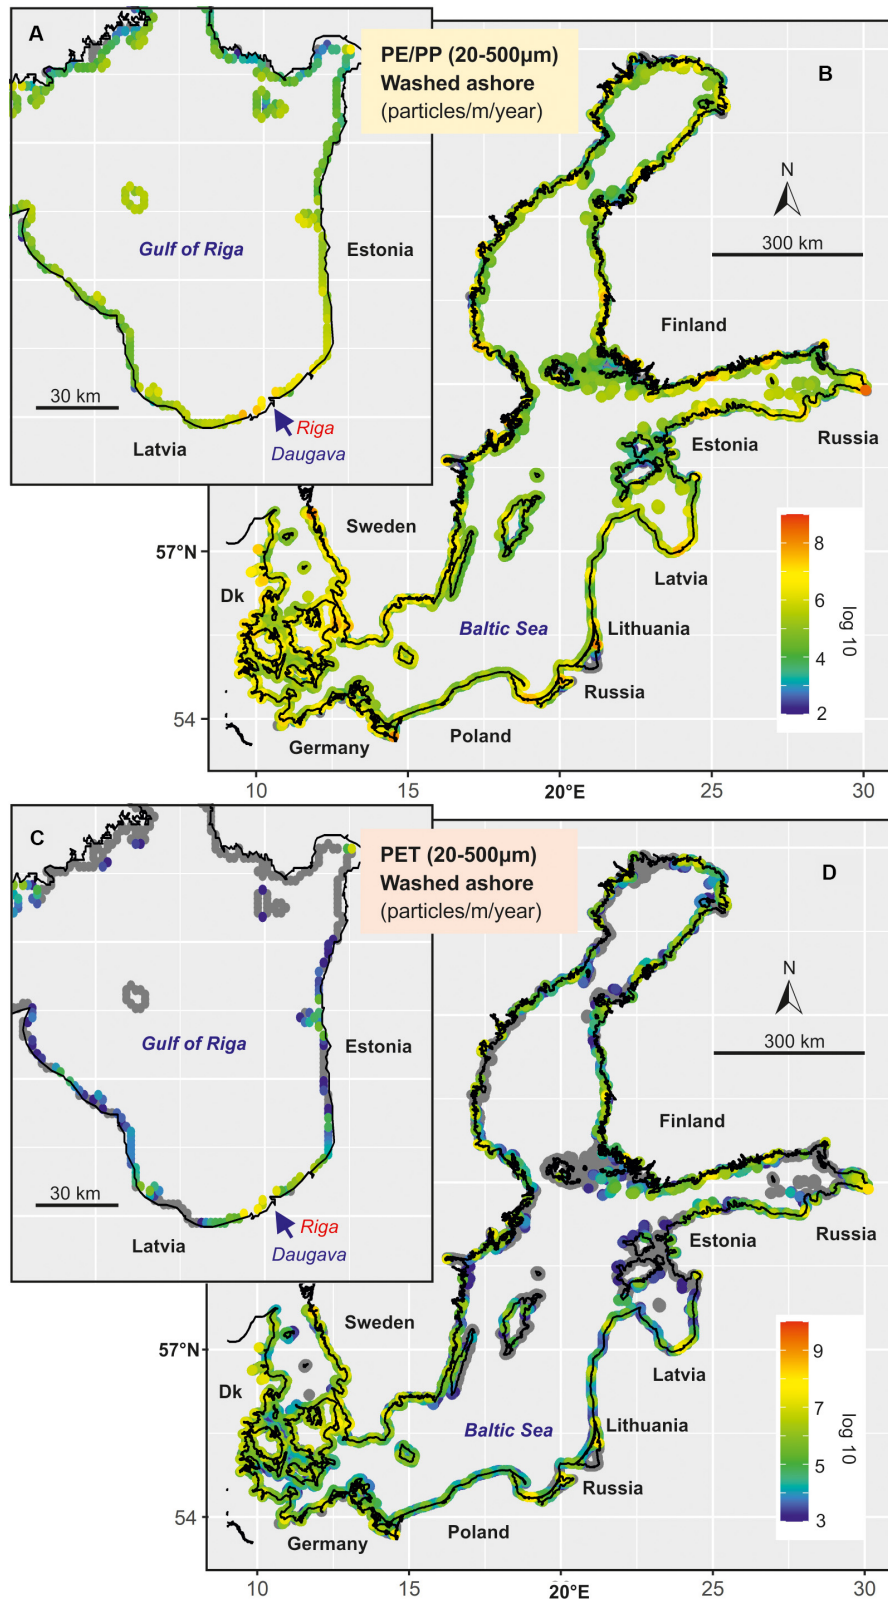 A
PE/PP (20-500µm)
Washed ashore
(particles/m/year)
B
N
300 km
Gulf of Riga
Estonia
Finland
30 km
Riga
Latvia
Daugava
Estonia
Russia
Sweden
57°N
8
Latvia
Dk
6
log 10
Baltic Sea
Lithuania
4
Russia
2
54
Germany
Poland
10
15
20°E
25
30
C
PET (20-500µm)
Washed ashore
(particles/m/year)
D
N
300 km
Gulf of Riga
Estonia
Finland
30 km
Riga
Latvia
Daugava
Estonia
Russia
Sweden
57°N
9
Latvia
Dk
7
log 10
Baltic Sea
Lithuania
5
Russia
3
54
Germany
Poland
10
15
20°E
25
30